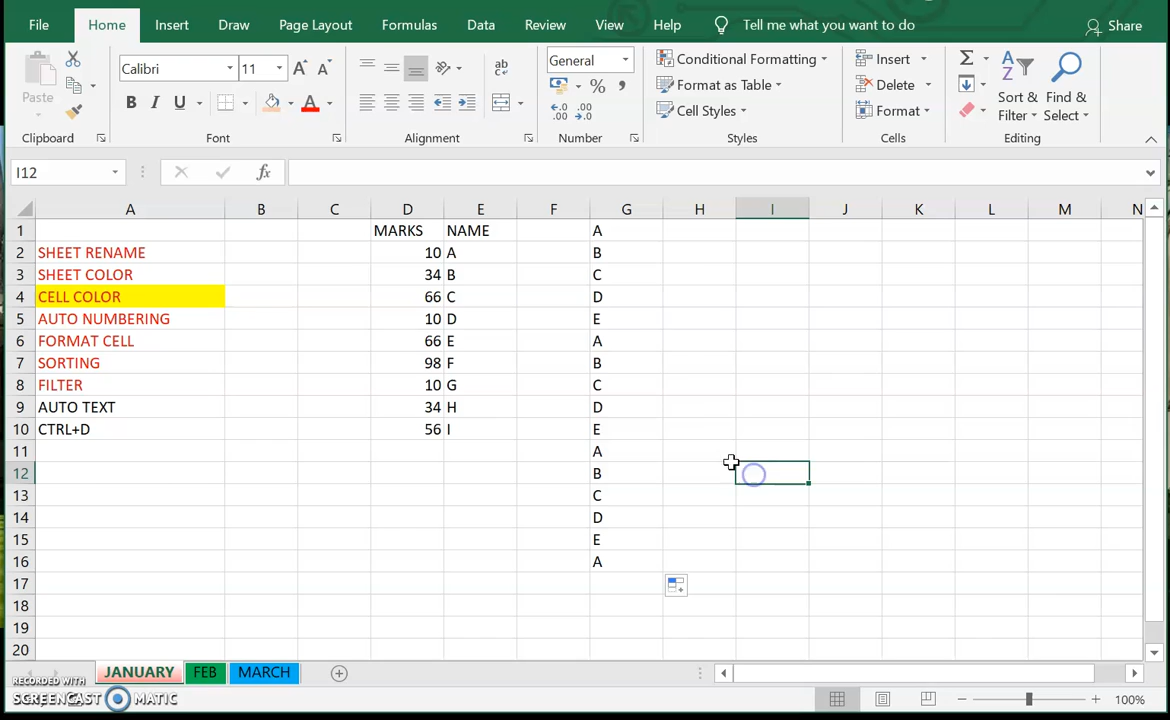 File Home Insert Draw Page Layout Formulas Data Review View Help Tell me what you want to do Share
Paste Calibri 11 A A ab c General Conditional Formatting Insert Σ A Z
B I U A $ % , .0 .00 Format as Table Delete Sort & Find &
Cell Styles Format Filter Select
Clipboard Font Alignment Number Styles Cells Editing
I12 fx
A B C D E F G H I J K L M N
1 MARKS NAME A
2 SHEET RENAME 10 A B
3 SHEET COLOR 34 B C
4 CELL COLOR 66 C D
5 AUTO NUMBERING 10 D E
6 FORMAT CELL 66 E A
7 SORTING 98 F B
8 FILTER 10 G C
9 AUTO TEXT 34 H D
10 CTRL+D 56 I E
11 A
12 B
13 C
14 D
15 E
16 A
17
18
19
20
JANUARY FEB MARCH
RECORDED WITH
SCREENCAST MATIC 100%